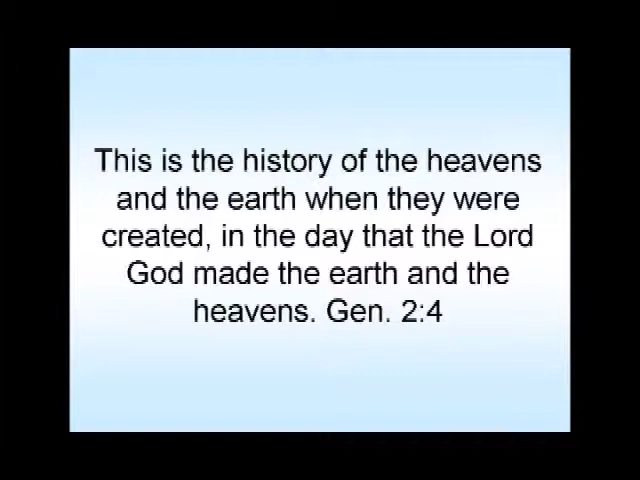 This is the history of the heavens
and the earth when they were
created, in the day that the Lord
God made the earth and the
heavens. Gen. 2:4